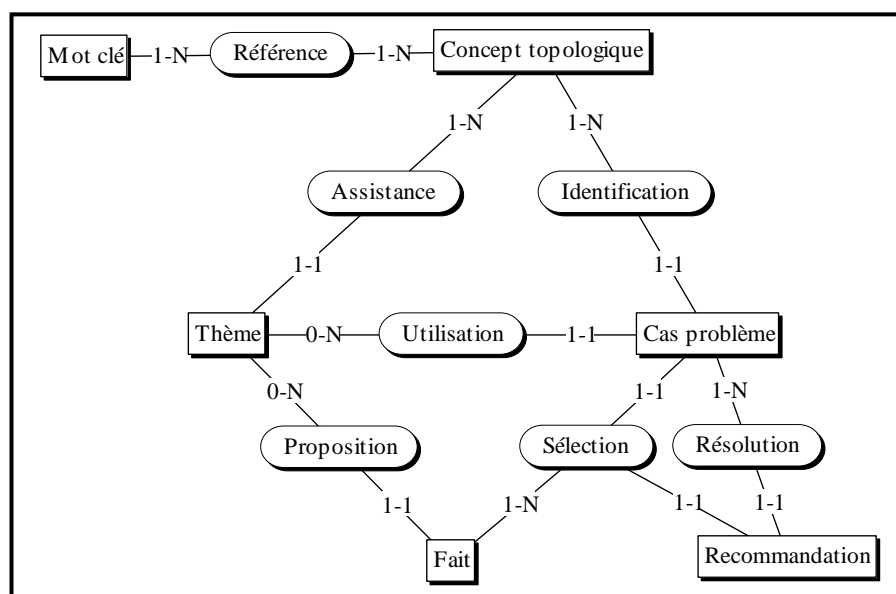 Mot clé 1-N Référence 1-N Concept topologique
1-N 1-N
Assistance Identification
1-1 1-1
Thème 0-N Utilisation 1-1 Cas problème
0-N 1-1 1-N
Proposition Sélection Résolution
1-1 1-N 1-1 1-1
Fait Recommandation